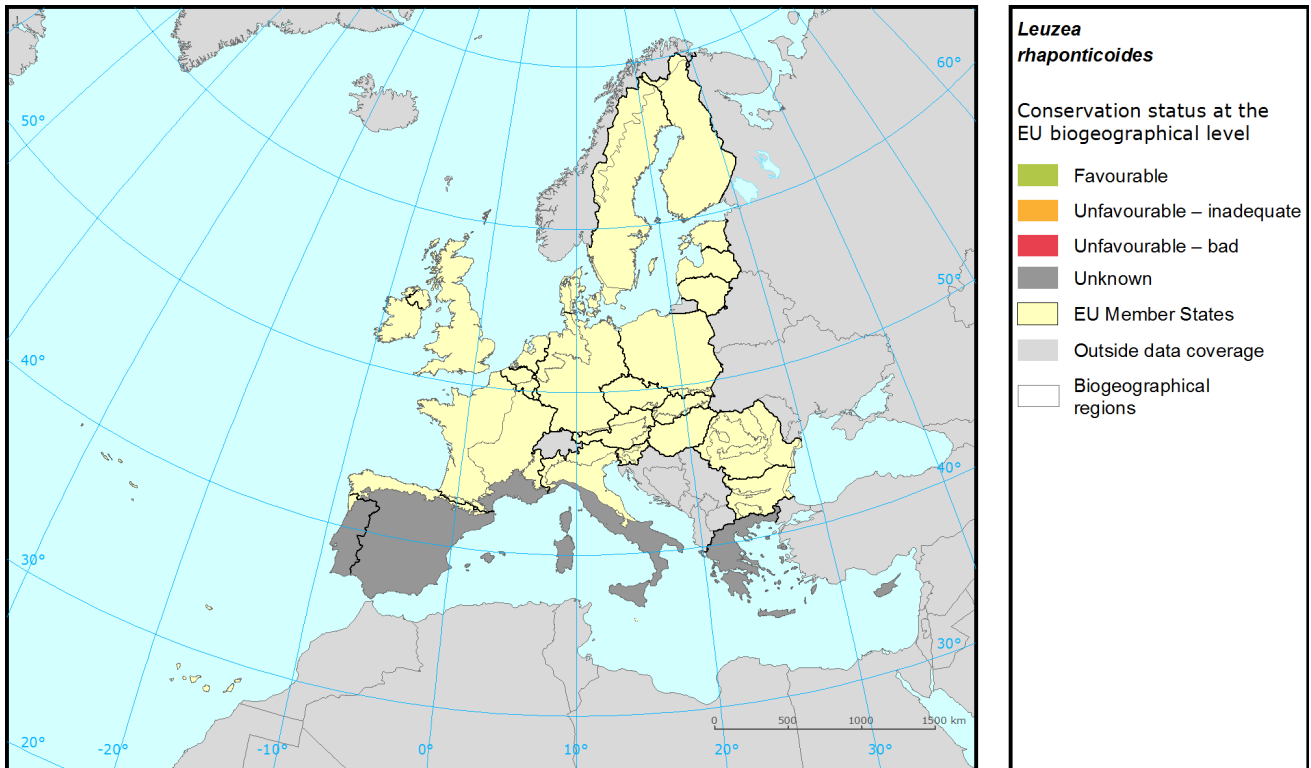 Leuzea
rhaponticoides
Conservation status at the
EU biogeographical level
Favourable
Unfavourable – inadequate
Unfavourable – bad
Unknown
EU Member States
Outside data coverage
Biogeographical
regions
60°
50°
50°
40°
40°
30°
30°
20°
-20°
-10°
0°
10°
20°
30°
0 500 1000 1500 km